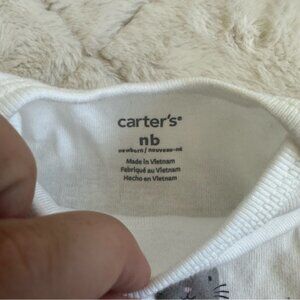 carter's®
nb
newborn / nouveau-né
Made in Vietnam
Fabriqué au Vietnam
Hecho en Vietnam